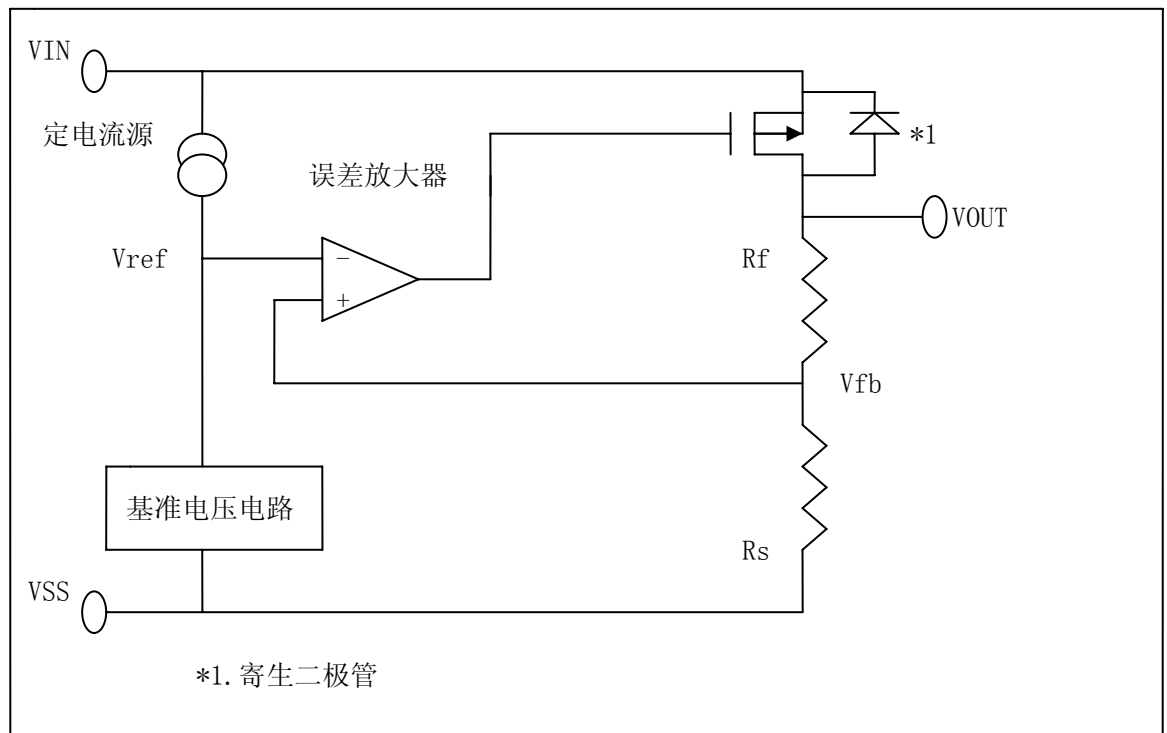 VIN
定电流源
*1
误差放大器
VOUT
Vref
−
Rf
+
Vfb
基准电压电路
Rs
VSS
*1.寄生二极管